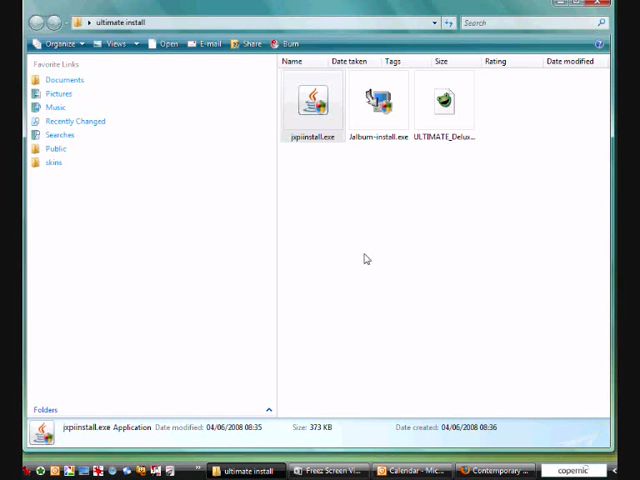 ultimate install
Search
Organize Views Open E-mail Share Burn
Favorite Links
Name Date taken Tags Size Rating Date modified
Documents
Pictures
Music
Recently Changed
Searches
Public
skins
jxpiinstall.exe Jalbum-install.exe ULTIMATE_Delux...
Folders
jxpiinstall.exe Application Date modified: 04/06/2008 08:35 Size: 373 KB Date created: 04/06/2008 08:36
ultimate install Freez Screen Vi... Calendar - Mic... Contemporary ... copernic